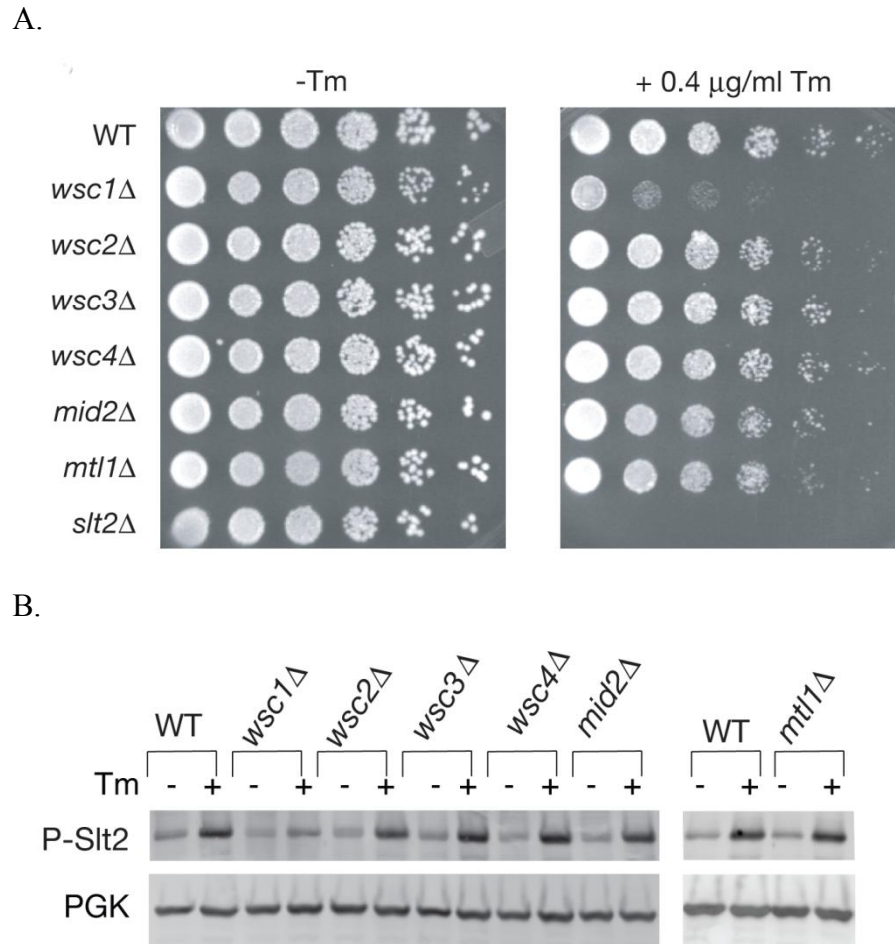 A.
-Tm + 0.4 μg/ml Tm
WT
wsc1Δ
wsc2Δ
wsc3Δ
wsc4Δ
mid2Δ
mtl1Δ
slt2Δ
B.
WT wsc1Δ wsc2Δ wsc3Δ wsc4Δ mid2Δ WT mtl1Δ
Tm - + - + - + - + - + - + - + - +
P-Slt2
PGK